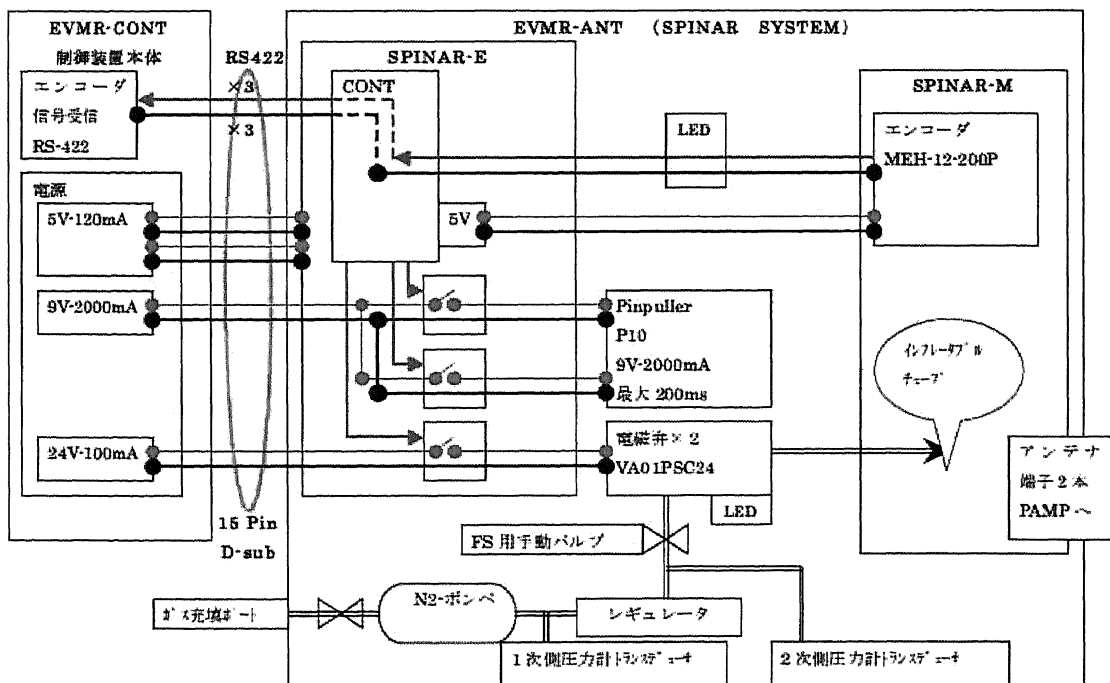 EVMR-CONT
制御装置本体
エンコーダ
信号受信
RS-422
電源
5V-120mA
9V-2000mA
24V-100mA
RS422
×3
×3
15 Pin
D-sub
EVMR-ANT (SPINAR SYSTEM)
SPINAR-E
CONT
5V
LED
SPINAR-M
エンコーダ
MEH-12-200P
Pinpuller
P10
9V-2000mA
最大 200ms
電磁弁×2
VA01PSC24
LED
インフレータブル
チューブ
アンテナ
端子2本
PAMP へ
FS 用手動バルブ
ガス充填ポート
N2-ボンベ
レギュレータ
1次側圧力計トランスデューサ
2次側圧力計トランスデューサ